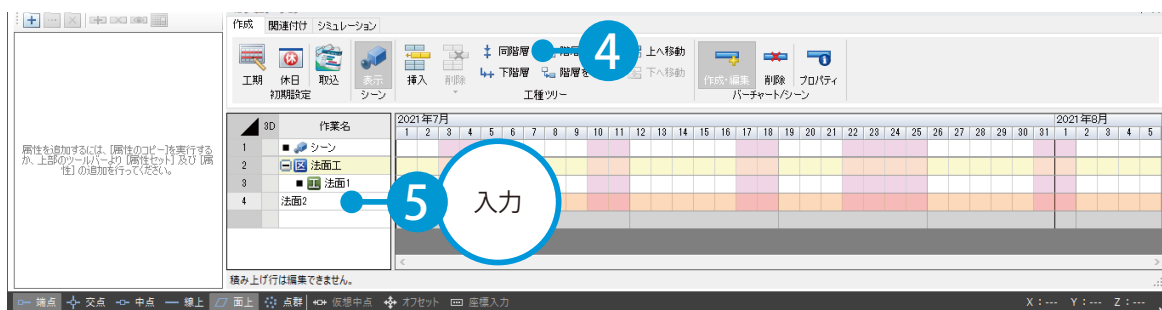 作成 関連付け シミュレーション
工期 休日 取込 表示 挿入 削除 同階層 上へ移動 作成・編集 削除 プロパティ
下階層 階層を 下へ移動
初期設定 シーン 工種ツリー バーチャート/シーン
4
属性を追加するには、[属性のコピー]を実行する
か、上部のツールバーより [属性セット] 及び [属
性] の追加を行ってください。
3D 作業名 2021年7月 2021年8月
1 2 3 4 5 6 7 8 9 10 11 12 13 14 15 16 17 18 19 20 21 22 23 24 25 26 27 28 29 30 31 1 2 3 4 5
1 シーン
2 法面工
3 法面1
4 法面2
5 入力
積み上げ行は編集できません。
端点 交点 中点 線上 面上 点群 仮想中点 オフセット 座標入力 X : --- Y : --- Z : ---